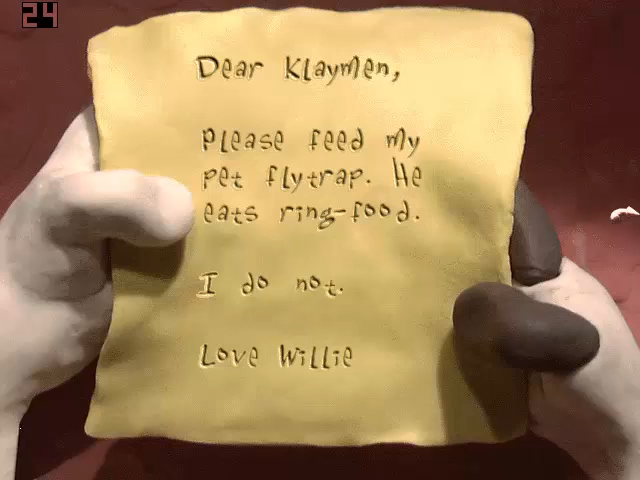 24
Dear Klaymen,
Please feed my
pet flytrap. He
eats ring-food.
I do not.
Love Willie